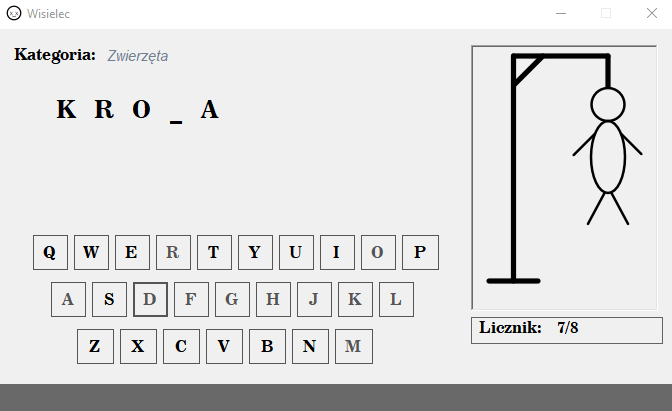 Wisielec
Kategoria: Zwierzęta
K R O _ A
Q W E R T Y U I O P
A S D F G H J K L
Z X C V B N M
Licznik: 7/8